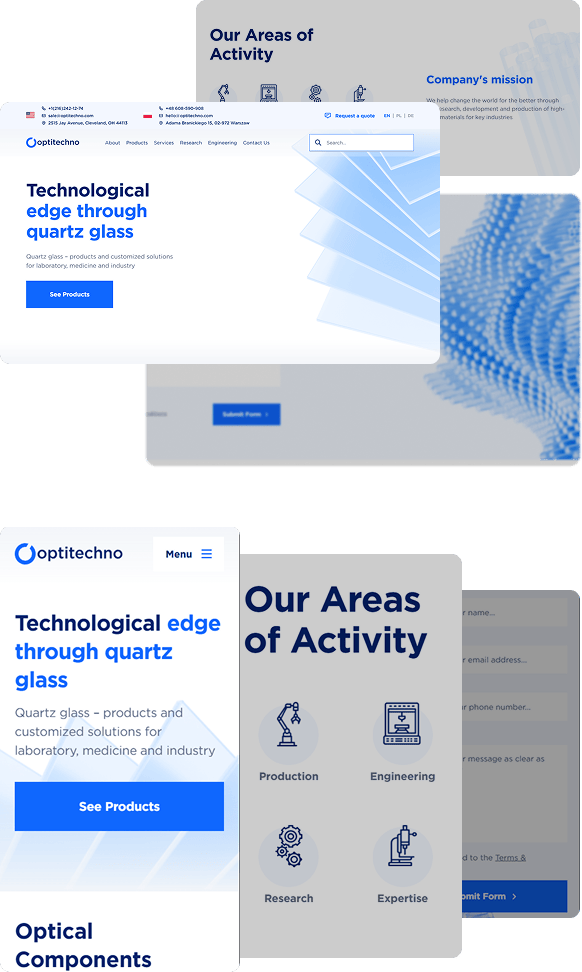 Our Areas of
Activity
Company's mission
We help change the world for the better through
research, development and production of high-
materials for key industries
+1(216)242-12-74
sale@optitechno.com
2515 Jay Avenue, Cleveland, OH 44113
+48 608-590-908
hello@optitechno.com
Adama Branickiego 15, 02-972 Warszaw
Request a quote
EN | PL | DE
optitechno
About Products Services Research Engineering Contact Us
Search...
Technological
edge through
quartz glass
Quartz glass – products and customized solutions
for laboratory, medicine and industry
See Products
Submit Form
optitechno
Menu
Technological edge
through quartz
glass
Quartz glass – products and
customized solutions for
laboratory, medicine and industry
See Products
Optical
Components
Our Areas
of Activity
Production
Engineering
Research
Expertise
r name...
r email address...
r phone number...
r message as clear as
d to the Terms &
bmit Form